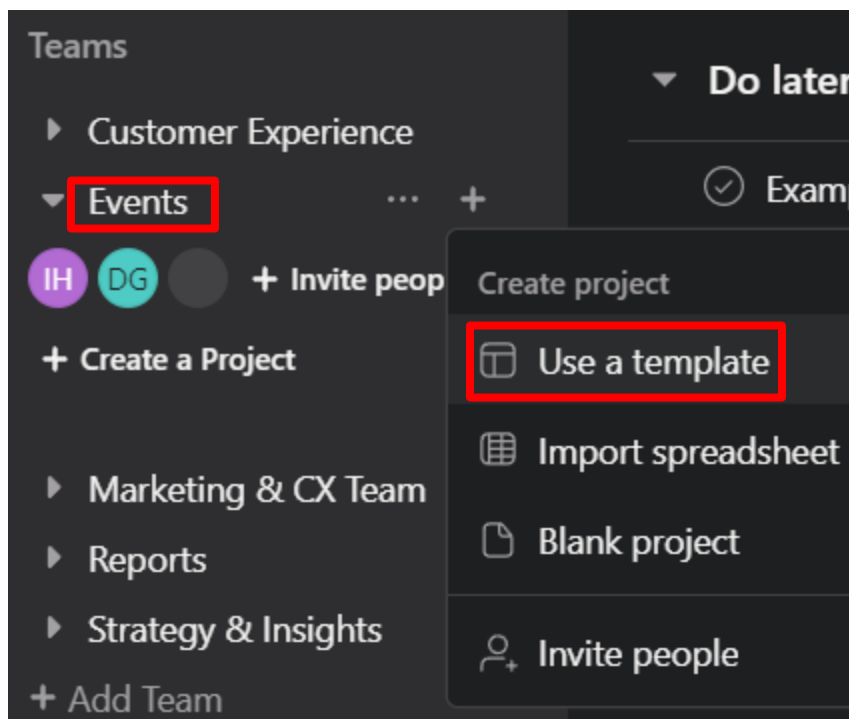 Teams
Customer Experience
Events
IH DG + Invite peop
+ Create a Project
Marketing & CX Team
Reports
Strategy & Insights
+ Add Team
Do later
Exam
Create project
Use a template
Import spreadsheet
Blank project
Invite people